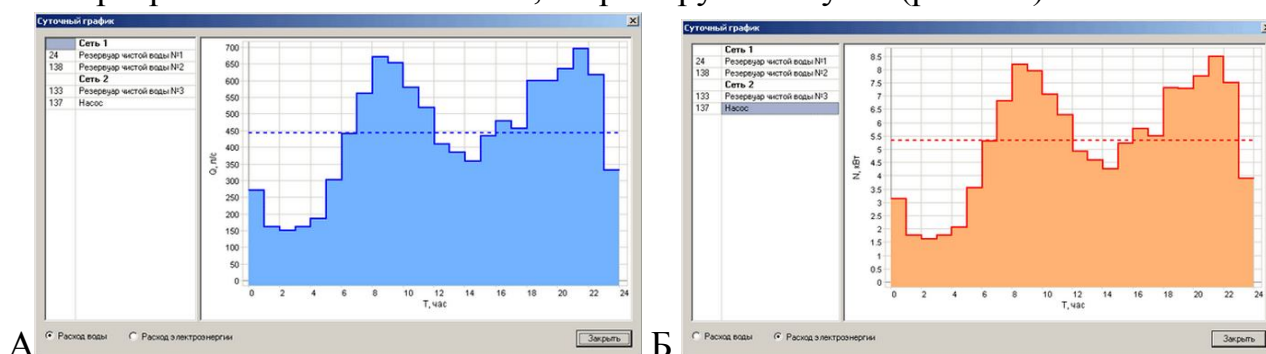 Суточный график
Сеть 1
24 Резервуар чистой воды №1
138 Резервуар чистой воды №2
Сеть 2
133 Резервуар чистой воды №3
137 Насос
Q, л/с
700
650
600
550
500
450
400
350
300
250
200
150
100
50
0
0 2 4 6 8 10 12 14 16 18 20 22 24
T, час
Расход воды Расход электроэнергии
Закрыть
А
Суточный график
Сеть 1
24 Резервуар чистой воды №1
138 Резервуар чистой воды №2
Сеть 2
133 Резервуар чистой воды №3
137 Насос
N, кВт
8.5
8
7.5
7
6.5
6
5.5
5
4.5
4
3.5
3
2.5
2
1.5
1
0.5
0
0 2 4 6 8 10 12 14 16 18 20 22 24
T, час
Расход воды Расход электроэнергии
Закрыть
Б